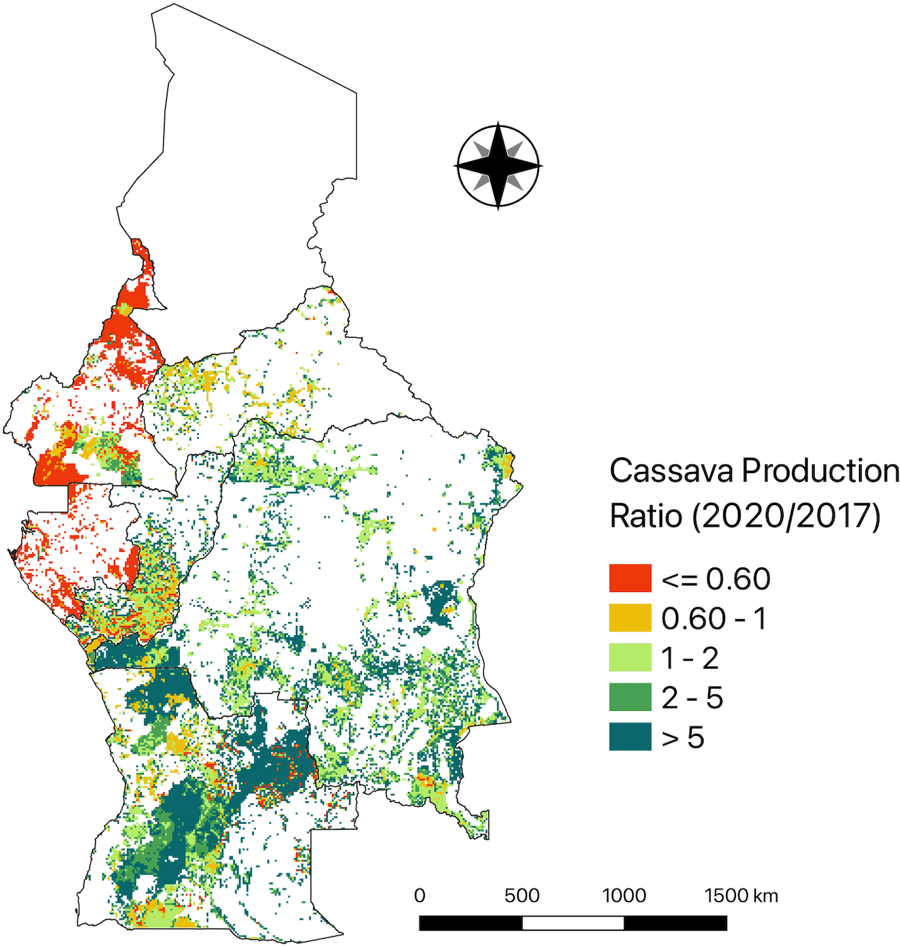 Cassava Production
Ratio (2020/2017)
<= 0.60
0.60 - 1
1 - 2
2 - 5
> 5
0 500 1000 1500 km